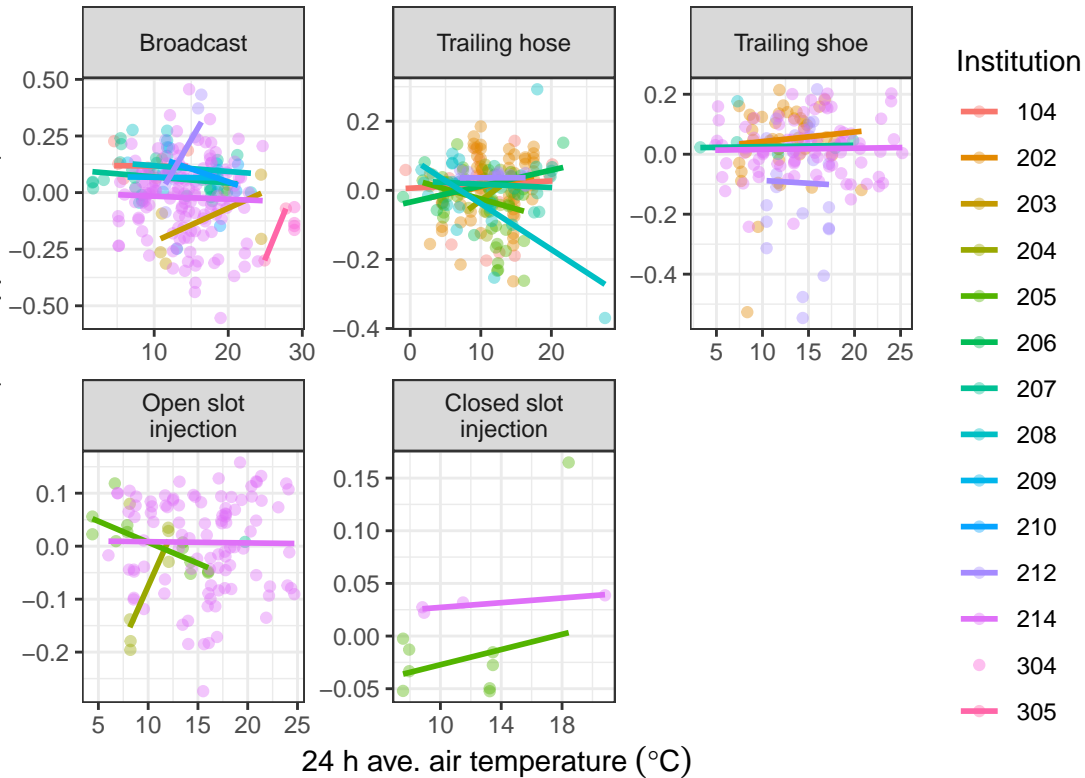 Broadcast
Trailing hose
Trailing shoe
0.50
0.25
0.00
−0.25
−0.50
10 20 30
0.2
0.0
−0.2
−0.4
0 10 20
0.2
0.0
−0.2
−0.4
5 10 15 20 25
Open slot
injection
Closed slot
injection
0.1
0.0
−0.1
−0.2
5 10 15 20 25
0.15
0.10
0.05
0.00
−0.05
10 14 18
24 h ave. air temperature (°C)
Institution
104
202
203
204
205
206
207
208
209
210
212
214
304
305